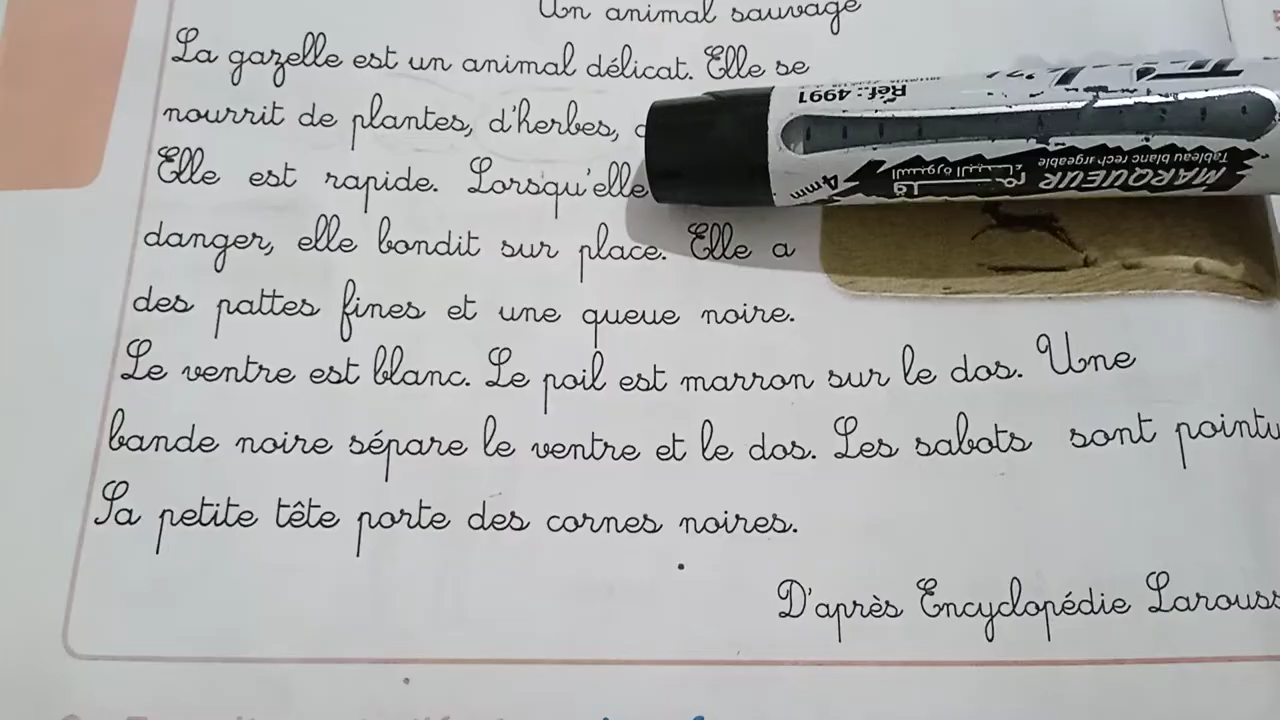 Un animal sauvage
La gazelle est un animal délicat. Elle se
nourrit de plantes, d'herbes,
Elle est rapide. Lorsqu'elle
danger, elle bondit sur place. Elle a
des pattes fines et une queue noire.
Le ventre est blanc. Le poil est marron sur le dos. Une
bande noire sépare le ventre et le dos. Les sabots sont pointu
Sa petite tête porte des cornes noires.
D'après Encyclopédie Larouss
Réf.: 4991
Tableau blanc rechargeable
MARQUEUR
4mm